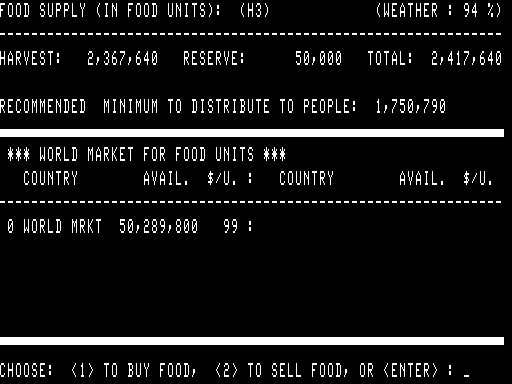 FOOD SUPPLY (IN FOOD UNITS): (H3) (WEATHER : 94 %)
HARVEST: 2,367,640 RESERVE: 50,000 TOTAL: 2,417,640
RECOMMENDED MINIMUM TO DISTRIBUTE TO PEOPLE: 1,750,790
*** WORLD MARKET FOR FOOD UNITS ***
COUNTRY AVAIL. $/U. : COUNTRY AVAIL. $/U.
0 WORLD MRKT 50,289,800 99 :
CHOOSE: <1> TO BUY FOOD, <2> TO SELL FOOD, OR <ENTER> : _